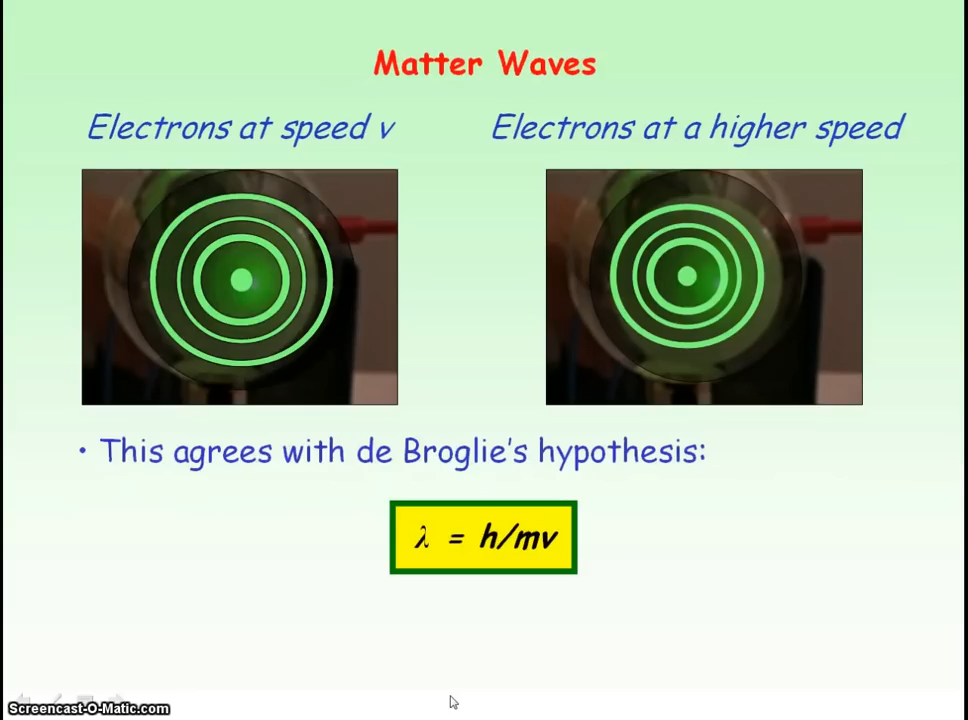 Matter Waves
Electrons at speed v
Electrons at a higher speed
• This agrees with de Broglie's hypothesis:
λ = h/mv
Screencast-O-Matic.com